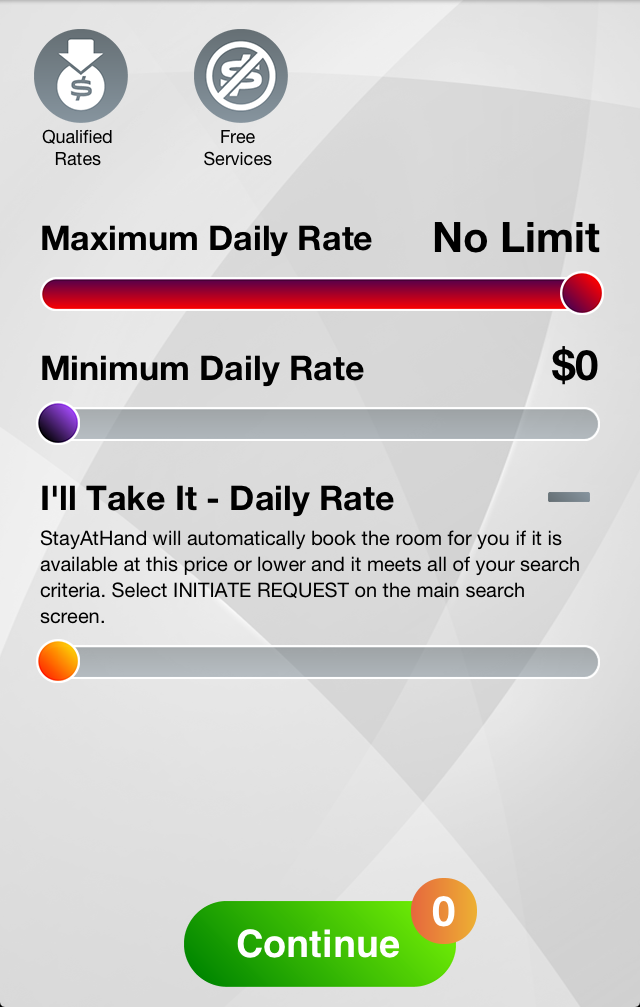 Qualified
Rates
Free
Services
Maximum Daily Rate
No Limit
Minimum Daily Rate
$0
I'll Take It - Daily Rate
StayAtHand will automatically book the room for you if it is
available at this price or lower and it meets all of your search
criteria. Select INITIATE REQUEST on the main search
screen.
0
Continue